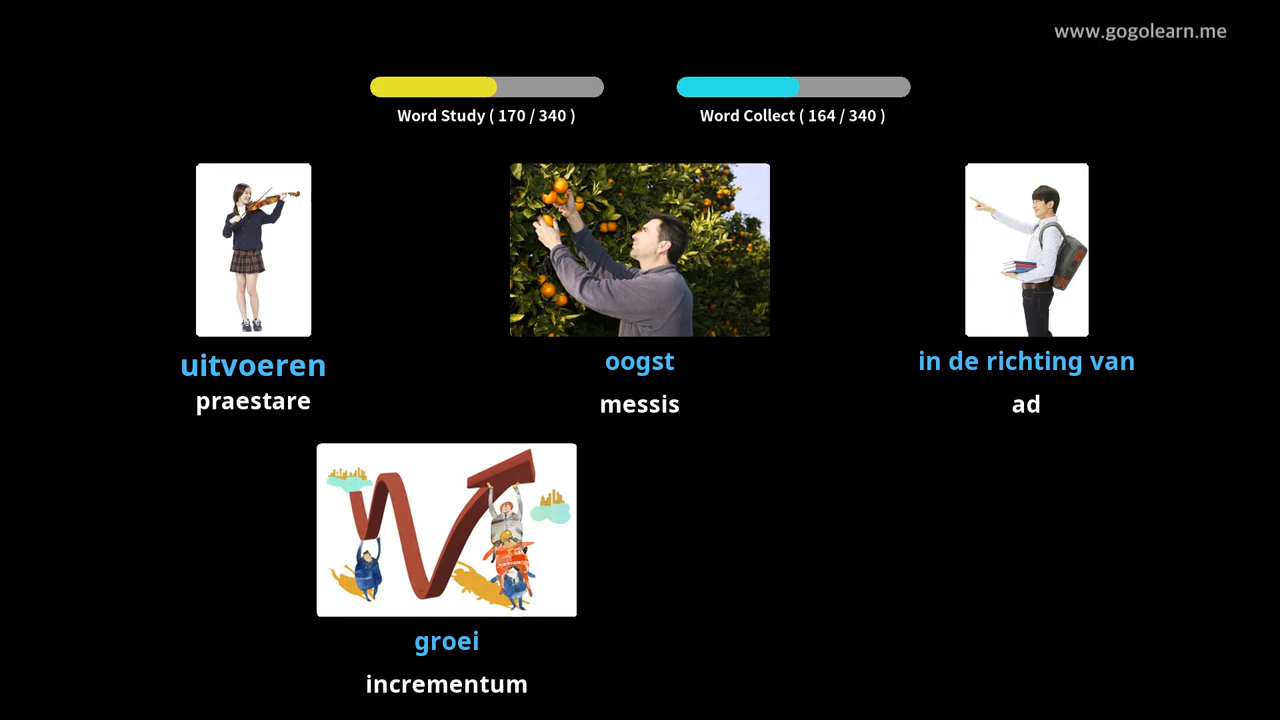 www.gogolearn.me
Word Study ( 170 / 340 )
Word Collect ( 164 / 340 )
uitvoeren
praestare
oogst
messis
in de richting van
ad
groei
incrementum